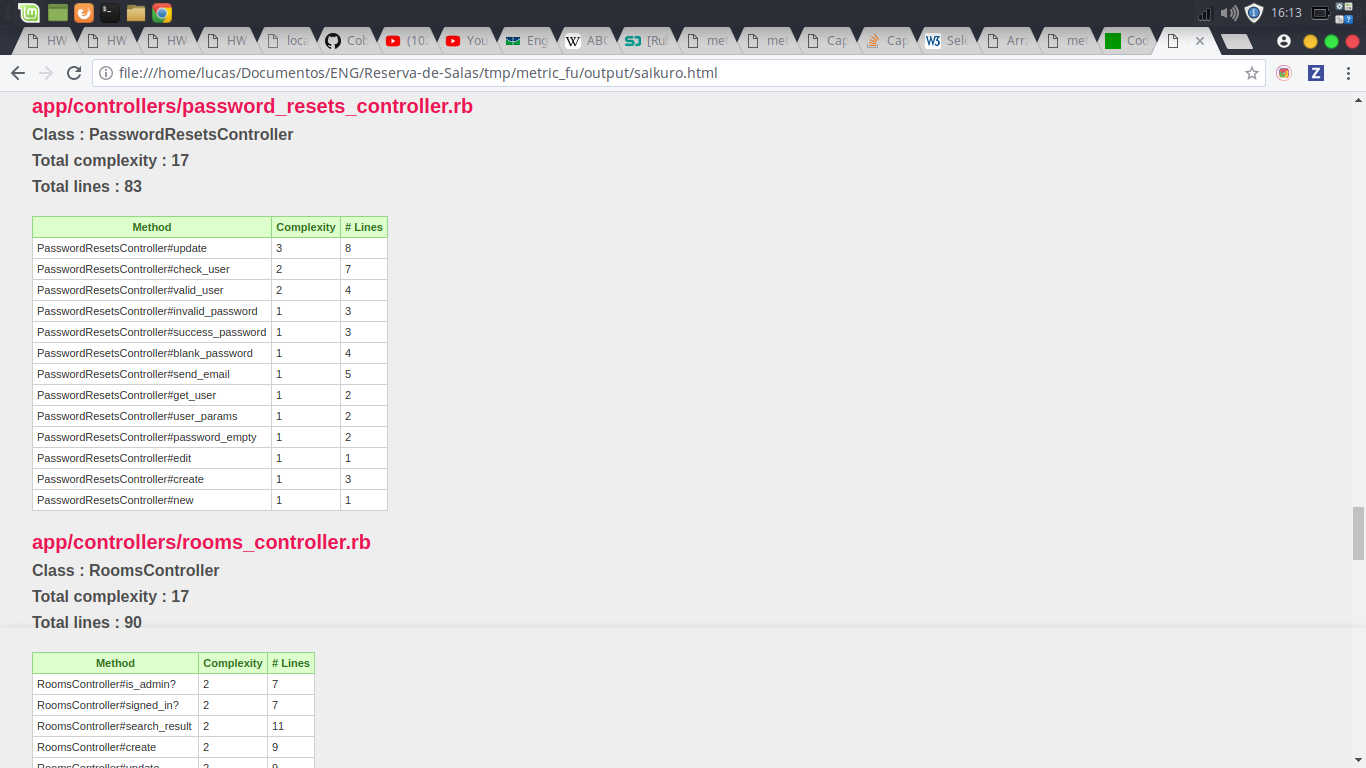 16:13
HW
HW
HW
HW
loca
Cob
(10
You
Eng
W ABC
[Ru
met
met
Cap
Cap
W3 Sele
Arra
met
Cod
file:///home/lucas/Documentos/ENG/Reserva-de-Salas/tmp/metric_fu/output/saikuro.html
Z
app/controllers/password_resets_controller.rb
Class : PasswordResetsController
Total complexity : 17
Total lines : 83
Method Complexity # Lines
PasswordResetsController#update 3 8
PasswordResetsController#check_user 2 7
PasswordResetsController#valid_user 2 4
PasswordResetsController#invalid_password 1 3
PasswordResetsController#success_password 1 3
PasswordResetsController#blank_password 1 4
PasswordResetsController#send_email 1 5
PasswordResetsController#get_user 1 2
PasswordResetsController#user_params 1 2
PasswordResetsController#password_empty 1 2
PasswordResetsController#edit 1 1
PasswordResetsController#create 1 3
PasswordResetsController#new 1 1
app/controllers/rooms_controller.rb
Class : RoomsController
Total complexity : 17
Total lines : 90
Method Complexity # Lines
RoomsController#is_admin? 2 7
RoomsController#signed_in? 2 7
RoomsController#search_result 2 11
RoomsController#create 2 9
RoomsController#update 2 9